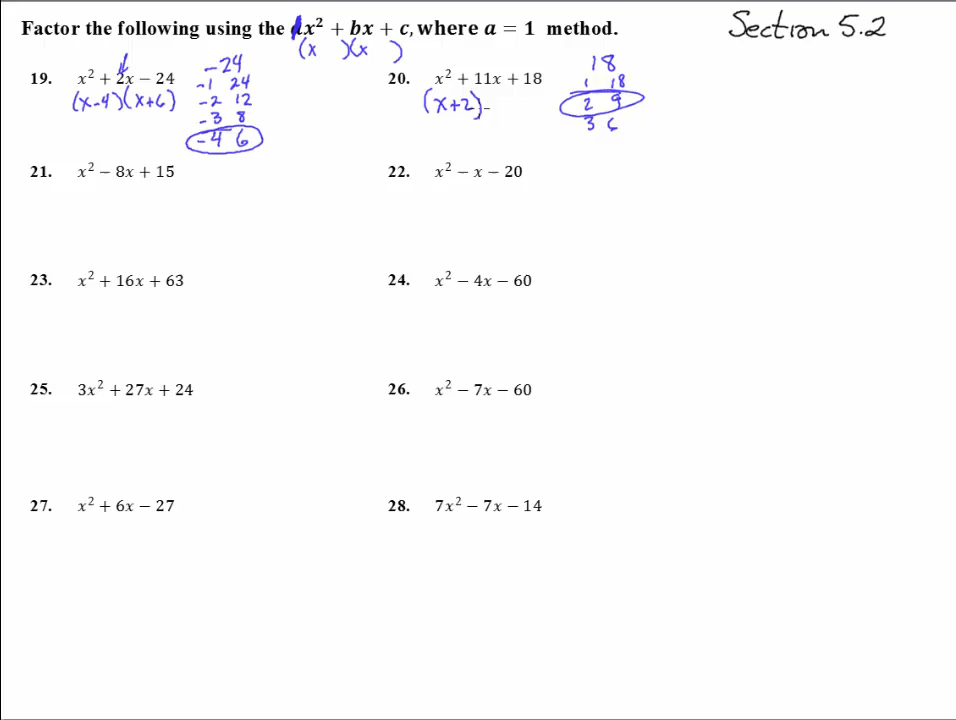 Factor the following using the ax² + bx + c, where a = 1 method.
Section 5.2
(x )(x )
19. x² + 2x − 24
-24
-1 24
(x-4)(x+6)
-2 12
-3 8
-4 6
20. x² + 11x + 18
18
1 18
(x+2)
2 9
3 6
21. x² − 8x + 15
22. x² − x − 20
23. x² + 16x + 63
24. x² − 4x − 60
25. 3x² + 27x + 24
26. x² − 7x − 60
27. x² + 6x − 27
28. 7x² − 7x − 14